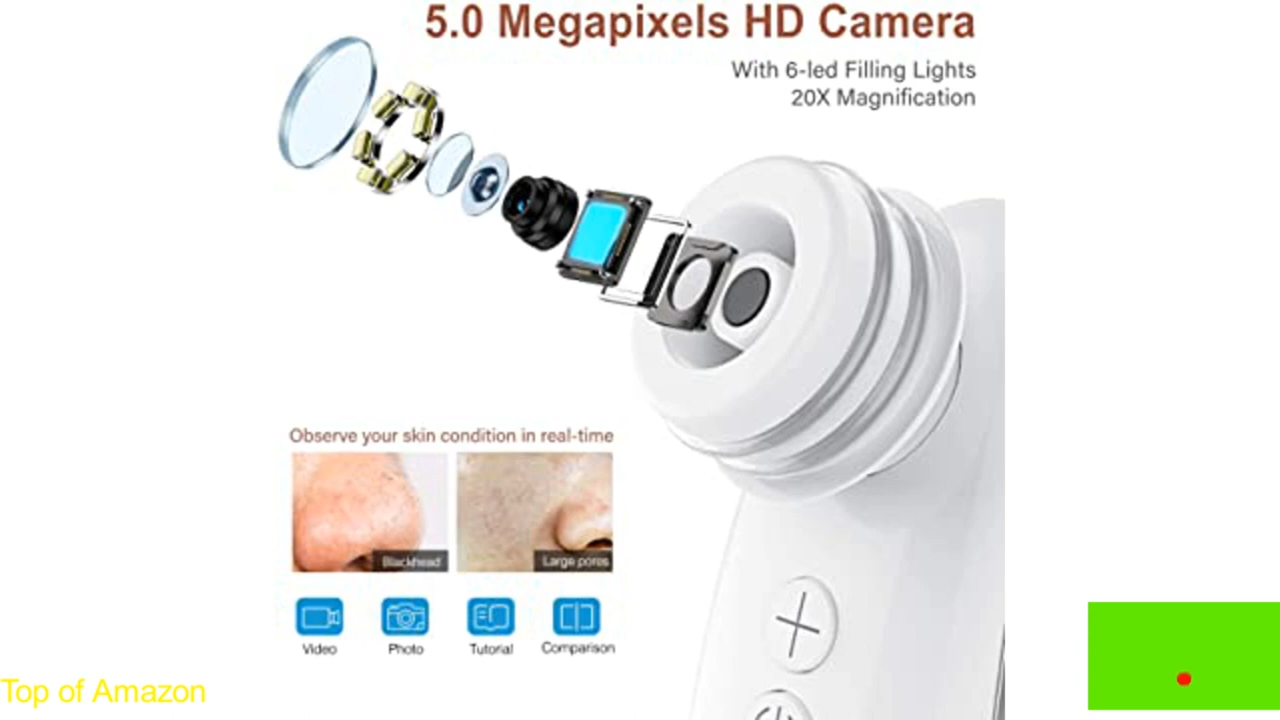 5.0 Megapixels HD Camera
With 6-led Filling Lights
20X Magnification
Observe your skin condition in real-time
Blackhead
Large pores
Video
Photo
Tutorial
Comparison
Top of Amazon